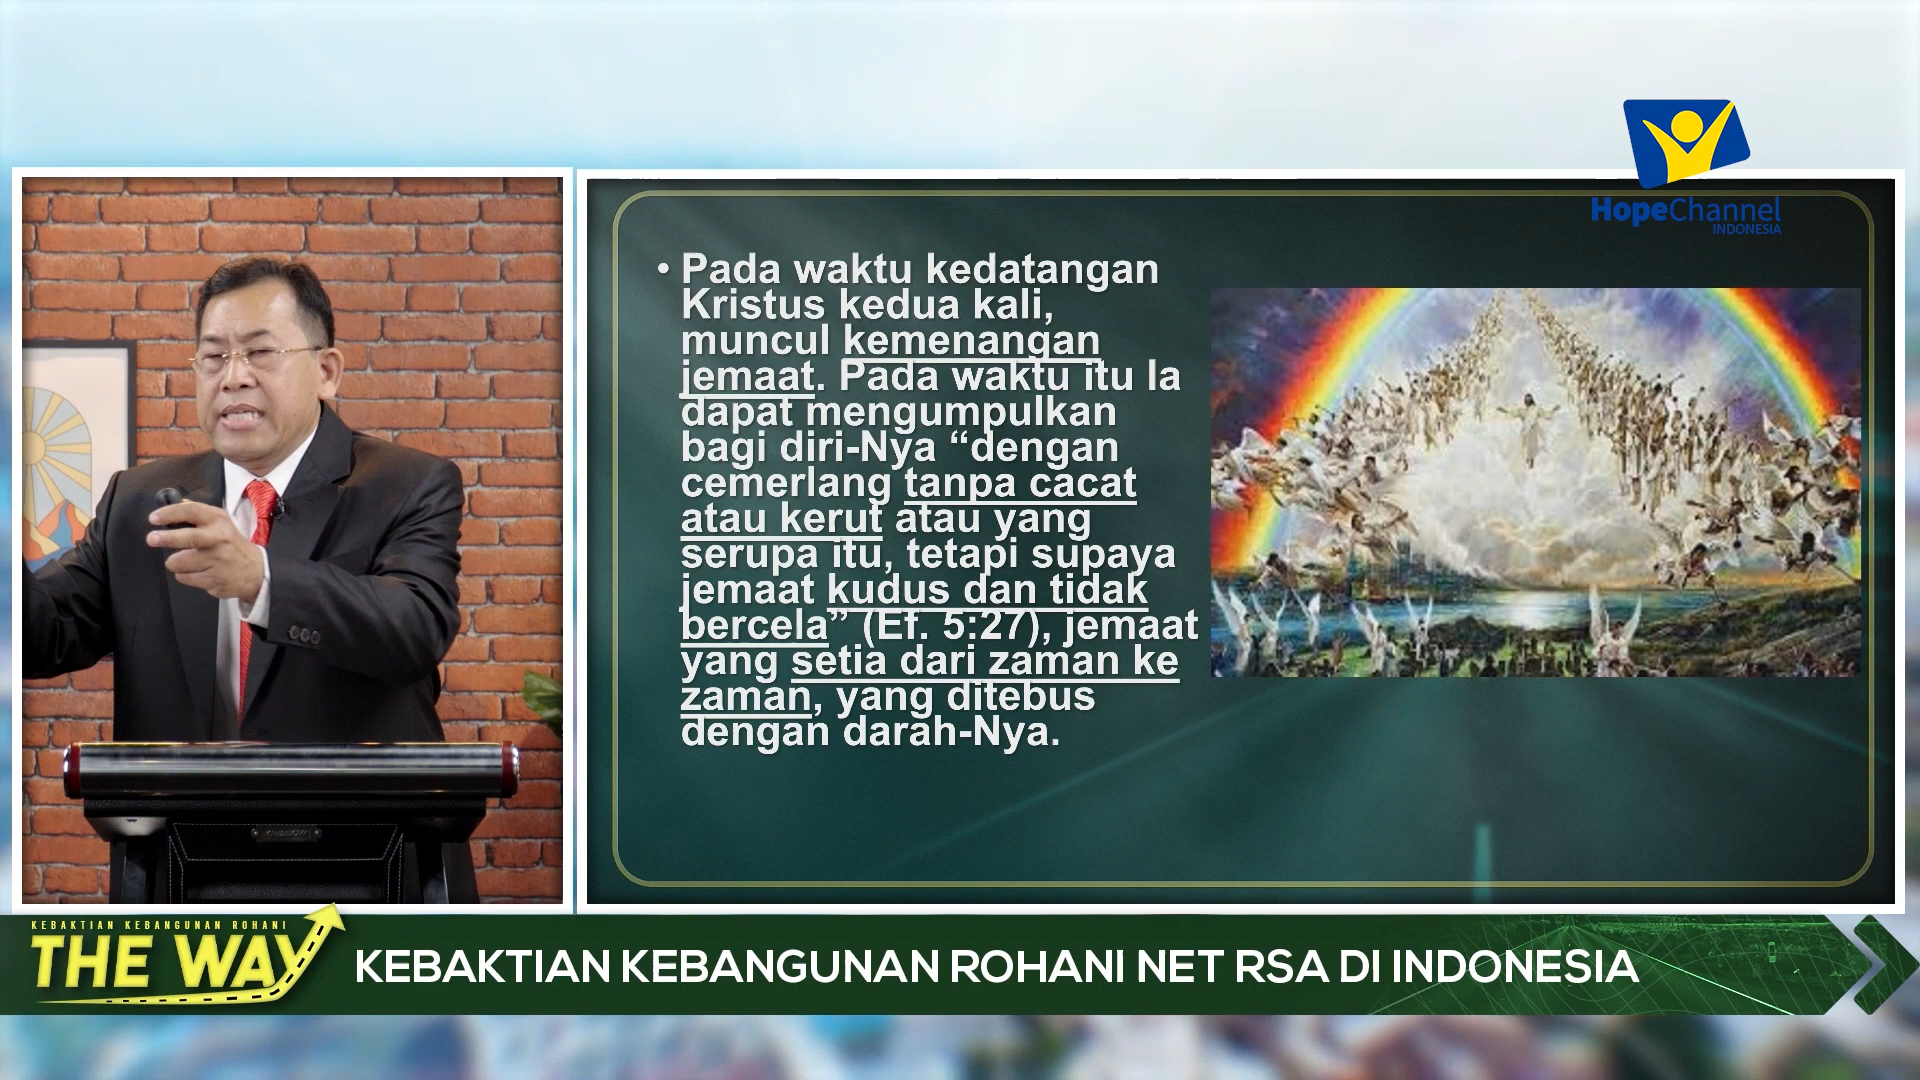 HopeChannel
INDONESIA
• Pada waktu kedatangan
Kristus kedua kali,
muncul kemenangan
jemaat. Pada waktu itu Ia
dapat mengumpulkan
bagi diri-Nya “dengan
cemerlang tanpa cacat
atau kerut atau yang
serupa itu, tetapi supaya
jemaat kudus dan tidak
bercela” (Ef. 5:27), jemaat
yang setia dari zaman ke
zaman, yang ditebus
dengan darah-Nya.
KEBAKTIAN KEBANGUNAN ROHANI
THE WAY
KEBAKTIAN KEBANGUNAN ROHANI NET RSA DI INDONESIA